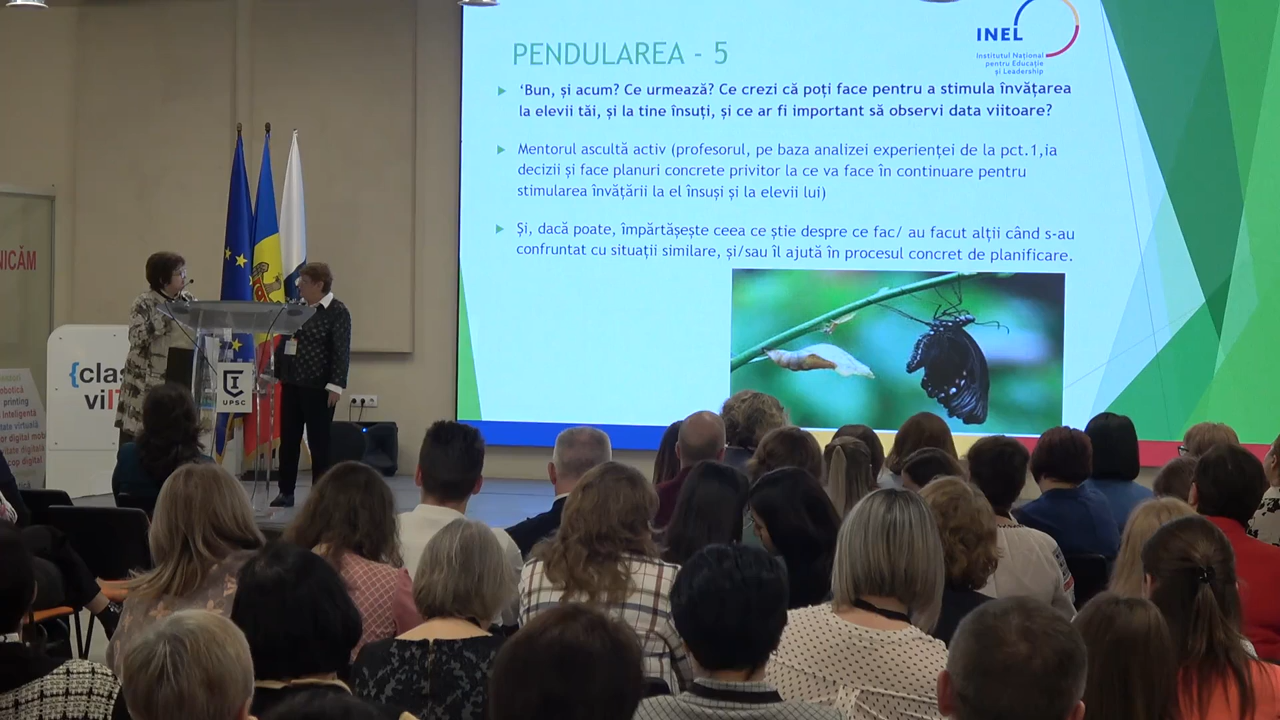 PENDULAREA - 5
INEL
Institutul Național
pentru Educație
și Leadership
‘Bun, și acum? Ce urmează? Ce crezi că poți face pentru a stimula învățarea
la elevii tăi, și la tine însuți, și ce ar fi important să observi data viitoare?
Mentorul ascultă activ (profesorul, pe baza analizei experienței de la pct.1,ia
decizii și face planuri concrete privitor la ce va face în continuare pentru
stimularea învățării la el însuși și la elevii lui)
Și, dacă poate, împărtășește ceea ce știe despre ce fac/ au facut alții când s-au
confruntat cu situații similare, și/sau îl ajută în procesul concret de planificare.
NICĂM
{clas
viIT
UPSC
printing
inteligentă
virtuală
digital mob
digitală
digital